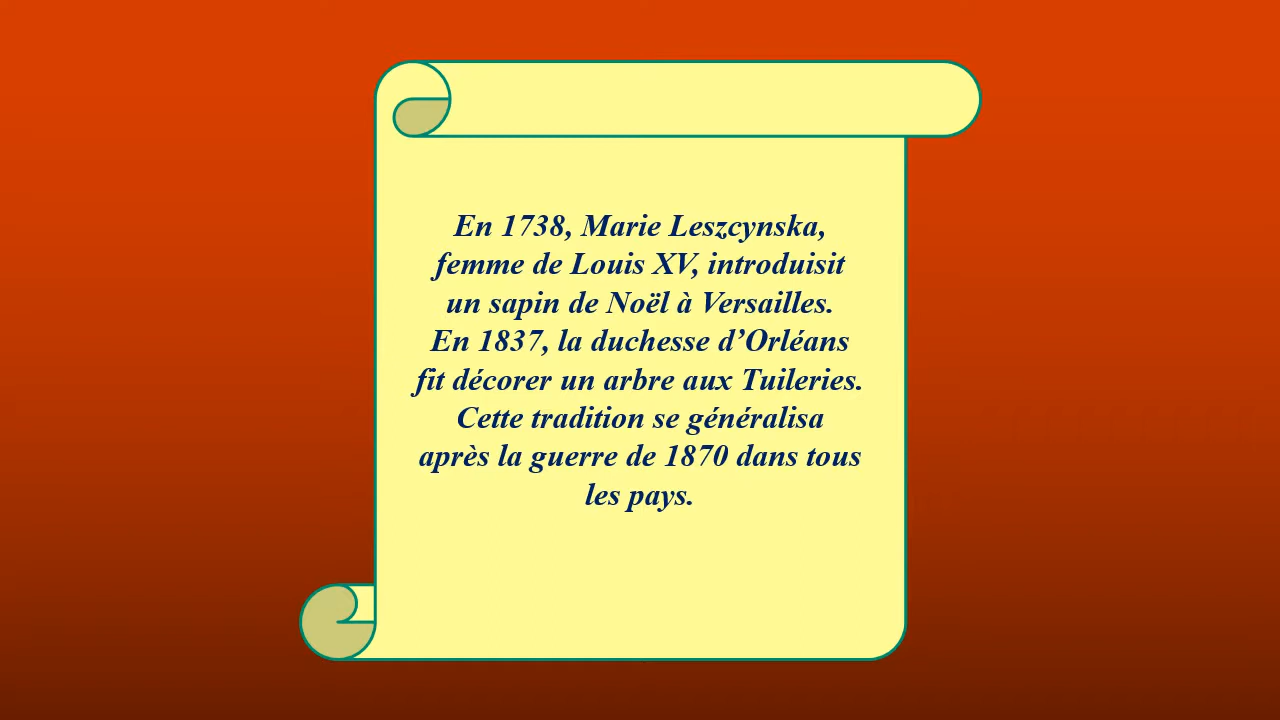 En 1738, Marie Leszcynska,
femme de Louis XV, introduisit
un sapin de Noël à Versailles.
En 1837, la duchesse d’Orléans
fit décorer un arbre aux Tuileries.
Cette tradition se généralisa
après la guerre de 1870 dans tous
les pays.